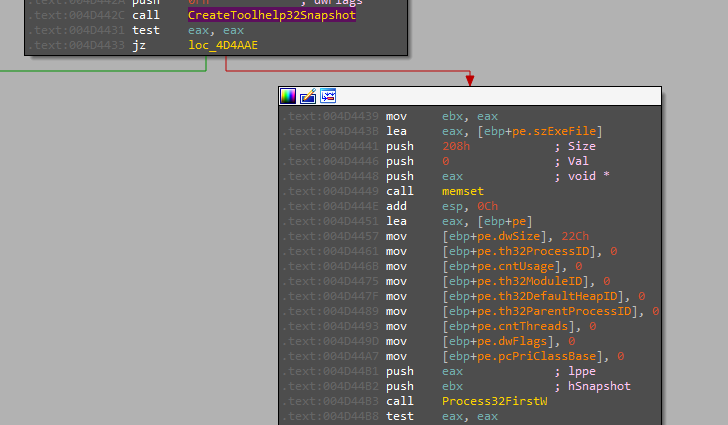 .text:004D442A push 0Fh ; dwFlags
.text:004D442C call CreateToolhelp32Snapshot
.text:004D4431 test eax, eax
.text:004D4433 jz loc_4D4AAE
.text:004D4439 mov ebx, eax
.text:004D443B lea eax, [ebp+pe.szExeFile]
.text:004D4441 push 208h ; Size
.text:004D4446 push 0 ; Val
.text:004D4448 push eax ; void *
.text:004D4449 call memset
.text:004D444E add esp, 0Ch
.text:004D4451 lea eax, [ebp+pe]
.text:004D4457 mov [ebp+pe.dwSize], 22Ch
.text:004D4461 mov [ebp+pe.th32ProcessID], 0
.text:004D446B mov [ebp+pe.cntUsage], 0
.text:004D4475 mov [ebp+pe.th32ModuleID], 0
.text:004D447F mov [ebp+pe.th32DefaultHeapID], 0
.text:004D4489 mov [ebp+pe.th32ParentProcessID], 0
.text:004D4493 mov [ebp+pe.cntThreads], 0
.text:004D449D mov [ebp+pe.dwFlags], 0
.text:004D44A7 mov [ebp+pe.pcPriClassBase], 0
.text:004D44B1 push eax ; lppe
.text:004D44B2 push ebx ; hSnapshot
.text:004D44B3 call Process32FirstW
.text:004D44B8 test eax, eax